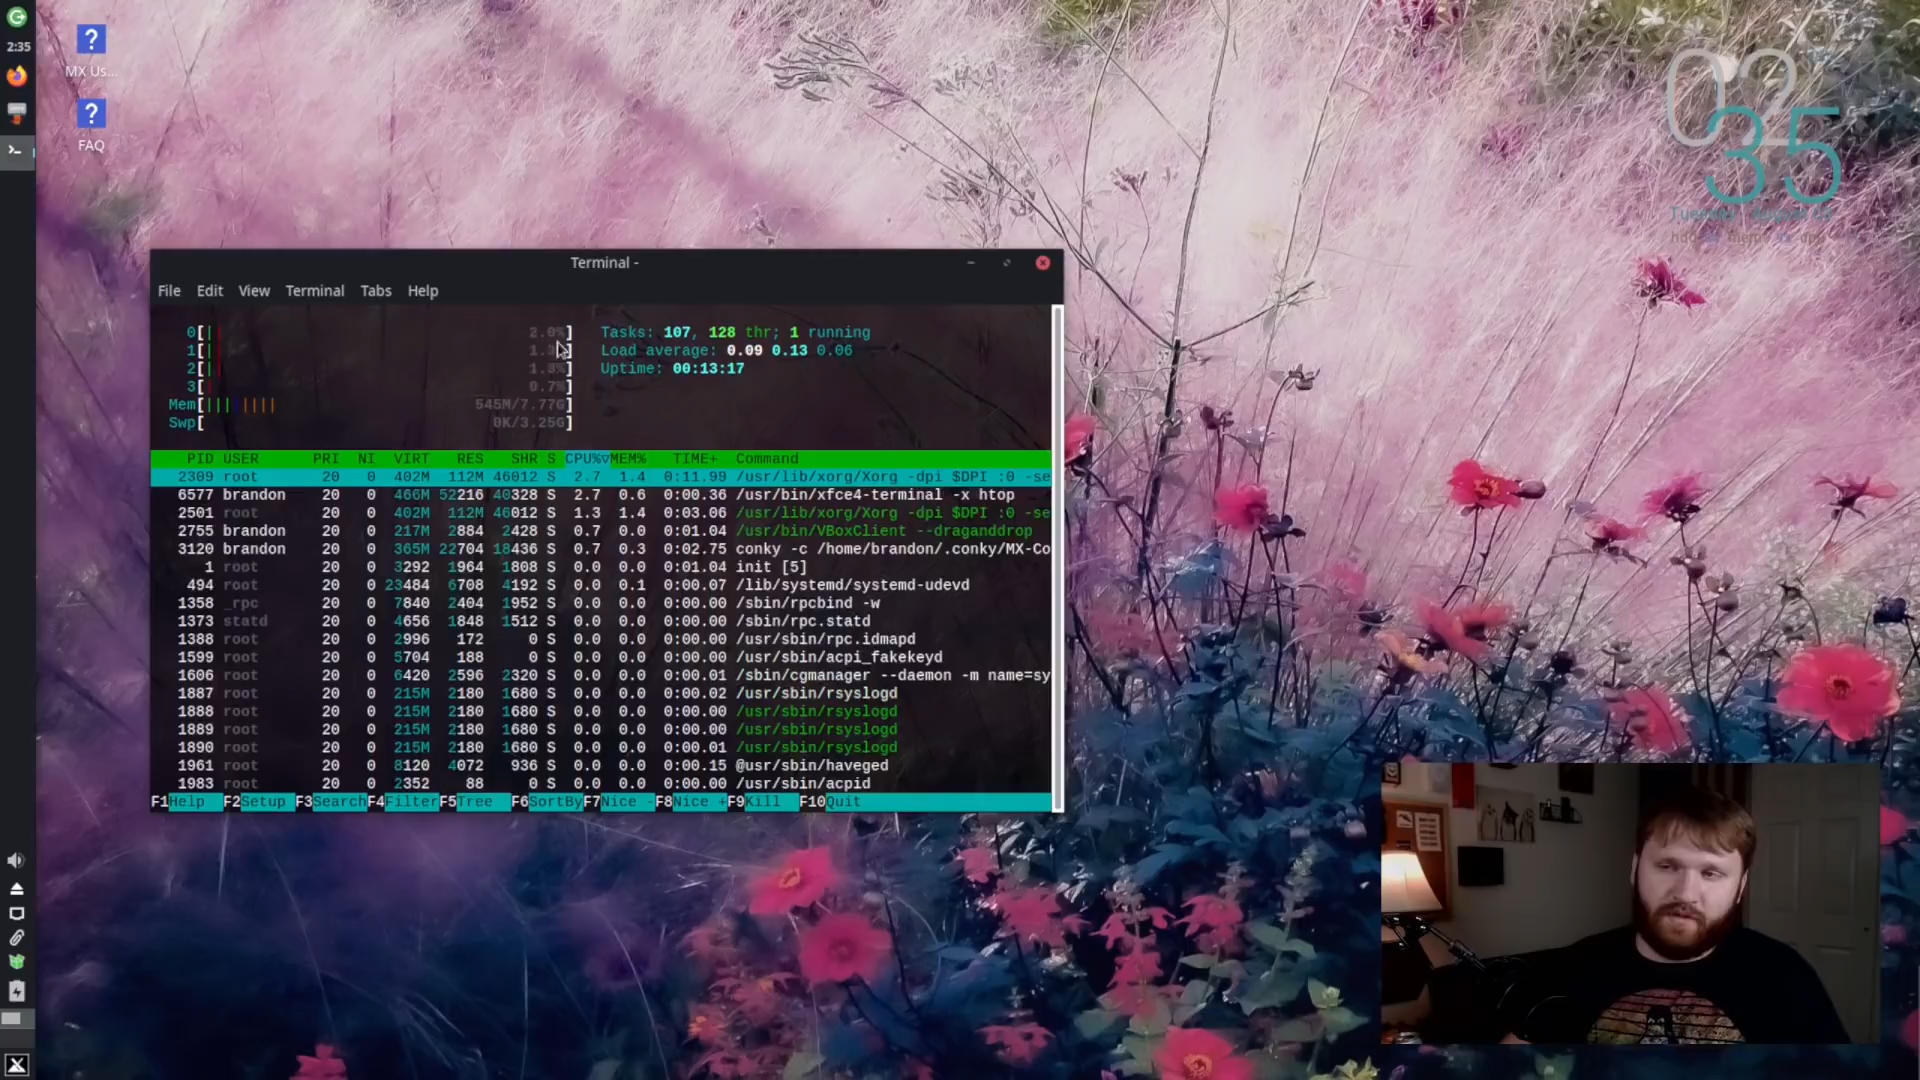 2:35
MX Us...
FAQ
02
35
Terminal -
File Edit View Terminal Tabs Help
0[| 2.0%]
1[|| ]
2[|| 1.3%]
3[| 0.7%]
Mem[||| |||| 545M/7.77G]
Swp[ 0K/3.25G]
Tasks: 107, 128 thr; 1 running
Load average: 0.09 0.13 0.06
Uptime: 00:13:17
PID USER PRI NI VIRT RES SHR S CPU%▽MEM% TIME+ Command
2309 root 20 0 402M 112M 46012 S 2.7 1.4 0:11.99 /usr/lib/xorg/Xorg -dpi $DPI :0 -se
6577 brandon 20 0 466M 52216 40328 S 2.7 0.6 0:00.36 /usr/bin/xfce4-terminal -x htop
2501 root 20 0 402M 112M 46012 S 1.3 1.4 0:03.06 /usr/lib/xorg/Xorg -dpi $DPI :0 -se
2755 brandon 20 0 217M 2884 2428 S 0.7 0.0 0:01.04 /usr/bin/VBoxClient --draganddrop
3120 brandon 20 0 365M 22704 18436 S 0.7 0.3 0:02.75 conky -c /home/brandon/.conky/MX-Co
1 root 20 0 3292 1964 1808 S 0.0 0.0 0:01.04 init [5]
494 root 20 0 23484 6708 4192 S 0.0 0.1 0:00.07 /lib/systemd/systemd-udevd
1358 _rpc 20 0 7840 2404 1952 S 0.0 0.0 0:00.00 /sbin/rpcbind -w
1373 statd 20 0 4656 1848 1512 S 0.0 0.0 0:00.00 /sbin/rpc.statd
1388 root 20 0 2996 172 0 S 0.0 0.0 0:00.00 /usr/sbin/rpc.idmapd
1599 root 20 0 5704 188 0 S 0.0 0.0 0:00.00 /usr/sbin/acpi_fakekeyd
1606 root 20 0 6420 2596 2320 S 0.0 0.0 0:00.01 /sbin/cgmanager --daemon -m name=sy
1887 root 20 0 215M 2180 1680 S 0.0 0.0 0:00.02 /usr/sbin/rsyslogd
1888 root 20 0 215M 2180 1680 S 0.0 0.0 0:00.00 /usr/sbin/rsyslogd
1889 root 20 0 215M 2180 1680 S 0.0 0.0 0:00.00 /usr/sbin/rsyslogd
1890 root 20 0 215M 2180 1680 S 0.0 0.0 0:00.01 /usr/sbin/rsyslogd
1961 root 20 0 8120 4072 936 S 0.0 0.0 0:00.15 @usr/sbin/haveged
1983 root 20 0 2352 88 0 S 0.0 0.0 0:00.00 /usr/sbin/acpid
F1Help F2Setup F3SearchF4FilterF5Tree F6SortByF7Nice -F8Nice +F9Kill F10Quit